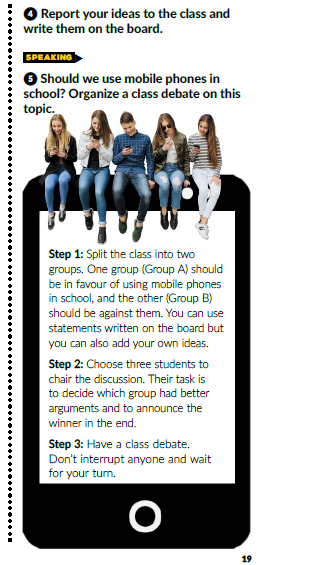 4 Report your ideas to the class and
write them on the board.
SPEAKING
5 Should we use mobile phones in
school? Organize a class debate on this
topic.
Step 1: Split the class into two
groups. One group (Group A) should
be in favour of using mobile phones
in school, and the other (Group B)
should be against them. You can use
statements written on the board but
you can also add your own ideas.
Step 2: Choose three students to
chair the discussion. Their task is
to decide which group had better
arguments and to announce the
winner in the end.
Step 3: Have a class debate.
Don't interrupt anyone and wait
for your turn.
19